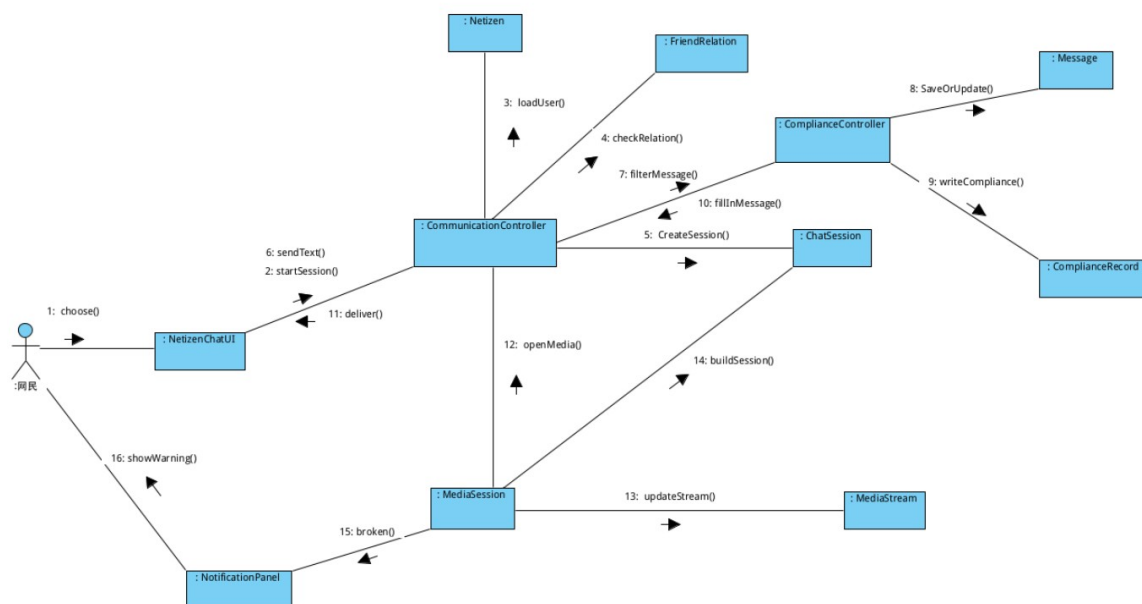 : Netizen
: FriendRelation
: Message
8: SaveOrUpdate()
3: loadUser()
: ComplianceController
4: checkRelation()
7: filterMessage()
9: writeCompliance()
10: fillInMessage()
: CommunicationController
5: CreateSession()
: ChatSession
6: sendText()
2: startSession()
: ComplianceRecord
1: choose()
11: deliver()
: NetizenChatUI
12: openMedia()
14: buildSession()
:网民
16: showWarning()
: MediaSession
13: updateStream()
: MediaStream
15: broken()
: NotificationPanel